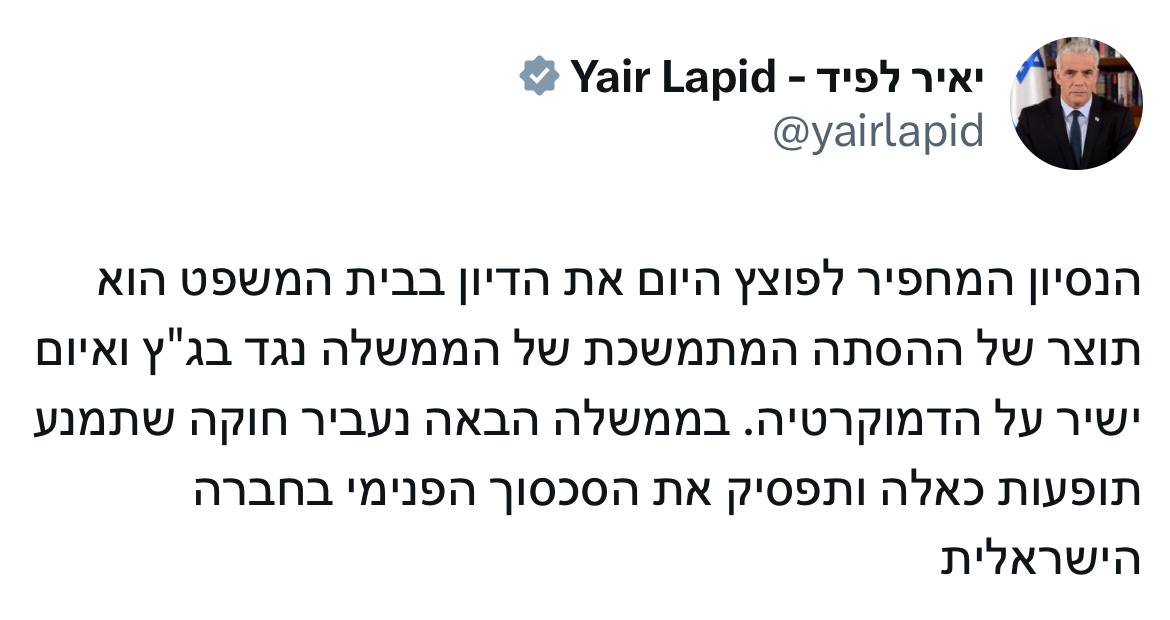 יאיר לפיד - Yair Lapid
@yairlapid
הנסיון המחפיר לפוצץ היום את הדיון בבית המשפט הוא
תוצר של ההסתה המתמשכת של הממשלה נגד בג"ץ ואיום
ישיר על הדמוקרטיה. בממשלה הבאה נעביר חוקה שתמנע
תופעות כאלה ותפסיק את הסכסוך הפנימי בחברה
הישראלית